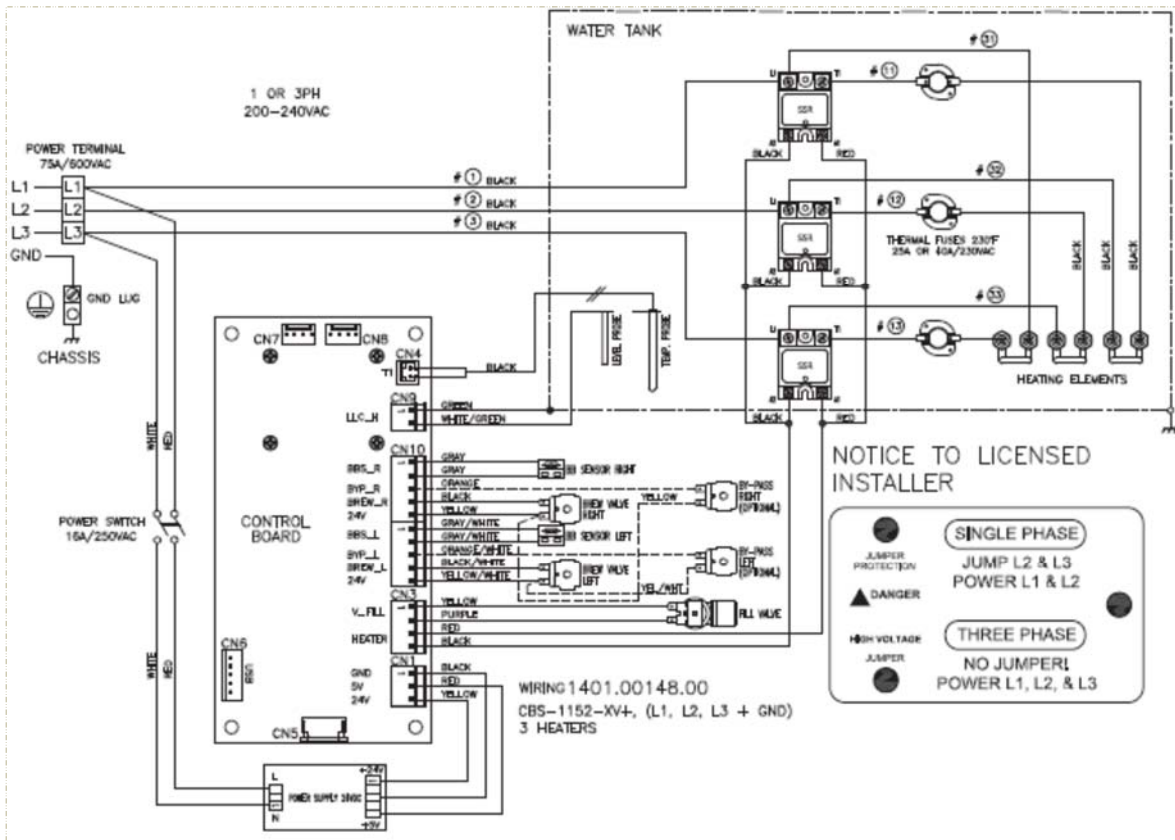 WATER TANK
1 OR 3PH
200-240VAC
POWER TERMINAL
75A/600VAC
L1
L1
L2
L2
L3
L3
GND
GND LUG
CHASSIS
# 1 BLACK
# 2 BLACK
# 3 BLACK
# 31
# 11
SSR
BLACK
RED
# 32
# 12
SSR
THERMAL FUSES 230°F
25A OR 40A/230VAC
BLACK
RED
BLACK
BLACK
BLACK
# 33
# 13
SSR
BLACK
RED
HEATING ELEMENTS
LEVEL PROBE
TEMP. PROBE
WHITE
RED
POWER SWITCH
16A/250VAC
WHITE
RED
CONTROL
BOARD
CN7
CN8
CN4
T1
BLACK
CN9
LLC_H
GREEN
WHITE/GREEN
CN10
BBS_R
BYP_R
BREW_R
24V
BBS_L
BYP_L
BREW_L
24V
GRAY
GRAY
ORANGE
BLACK
YELLOW
GRAY/WHITE
GRAY/WHITE
ORANGE/WHITE
BLACK/WHITE
YELLOW/WHITE
BB SENSOR RIGHT
BREW VALVE
RIGHT
YELLOW
BY-PASS
RIGHT
(OPTIONAL)
BB SENSOR LEFT
BREW VALVE
LEFT
YEL/WHT
BY-PASS
LEFT
(OPTIONAL)
CN3
V_FILL
HEATER
YELLOW
PURPLE
RED
BLACK
FILL VALVE
CN1
GND
5V
24V
BLACK
RED
YELLOW
CN6
USB
CN5
WIRING 1401.00148.00
CBS-1152-XV+, (L1, L2, L3 + GND)
3 HEATERS
L
N
POWER SUPPLY 24VDC
+24V
+5V
NOTICE TO LICENSED
INSTALLER
JUMPER
PROTECTION
DANGER
HIGH VOLTAGE
JUMPER
SINGLE PHASE
JUMP L2 & L3
POWER L1 & L2
THREE PHASE
NO JUMPER!
POWER L1, L2, & L3